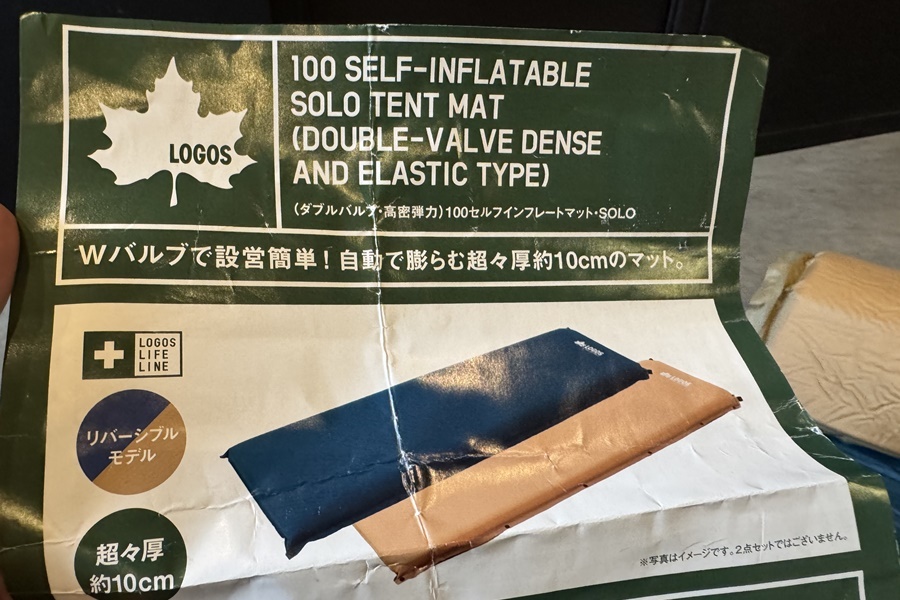 LOGOS
100 SELF-INFLATABLE
SOLO TENT MAT
(DOUBLE-VALVE DENSE
AND ELASTIC TYPE)
(ダブルバルブ・高密弾力)100セルフインフレートマット・SOLO
Wバルブで設営簡単!自動で膨らむ超々厚約10cmのマット。
LOGOS
LIFE
LINE
リバーシブル
モデル
超々厚
約10cm
LOGOS
LOGOS
※写真はイメージです。2点セットではございません。